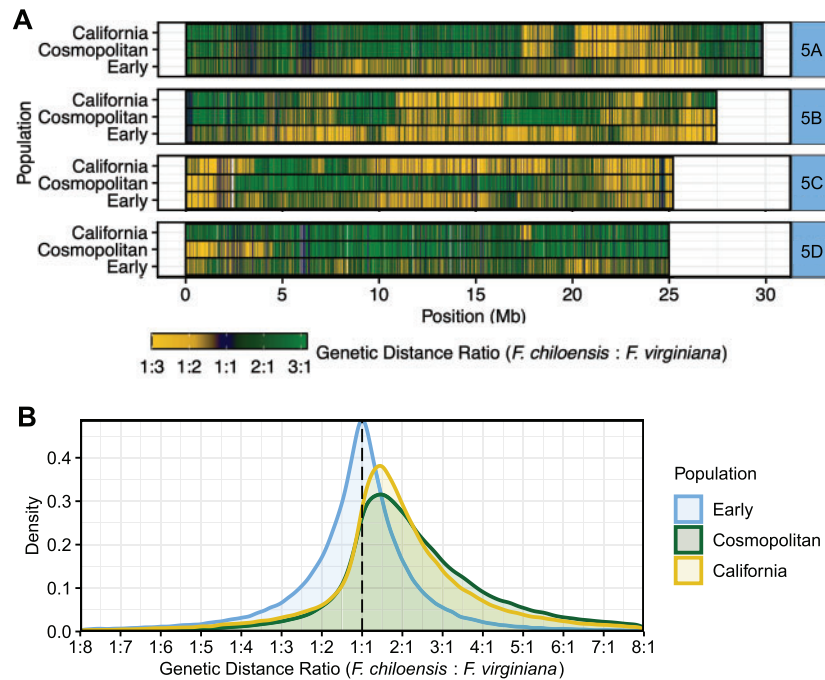 A
Population
California
Cosmopolitan
Early
5A
California
Cosmopolitan
Early
5B
California
Cosmopolitan
Early
5C
California
Cosmopolitan
Early
5D
0 5 10 15 20 25 30
Position (Mb)
1:3 1:2 1:1 2:1 3:1
Genetic Distance Ratio (F. chiloensis : F. virginiana)
B
Density
0.4
0.3
0.2
0.1
0.0
1:8 1:7 1:6 1:5 1:4 1:3 1:2 1:1 2:1 3:1 4:1 5:1 6:1 7:1 8:1
Genetic Distance Ratio (F. chiloensis : F. virginiana)
Population
Early
Cosmopolitan
California